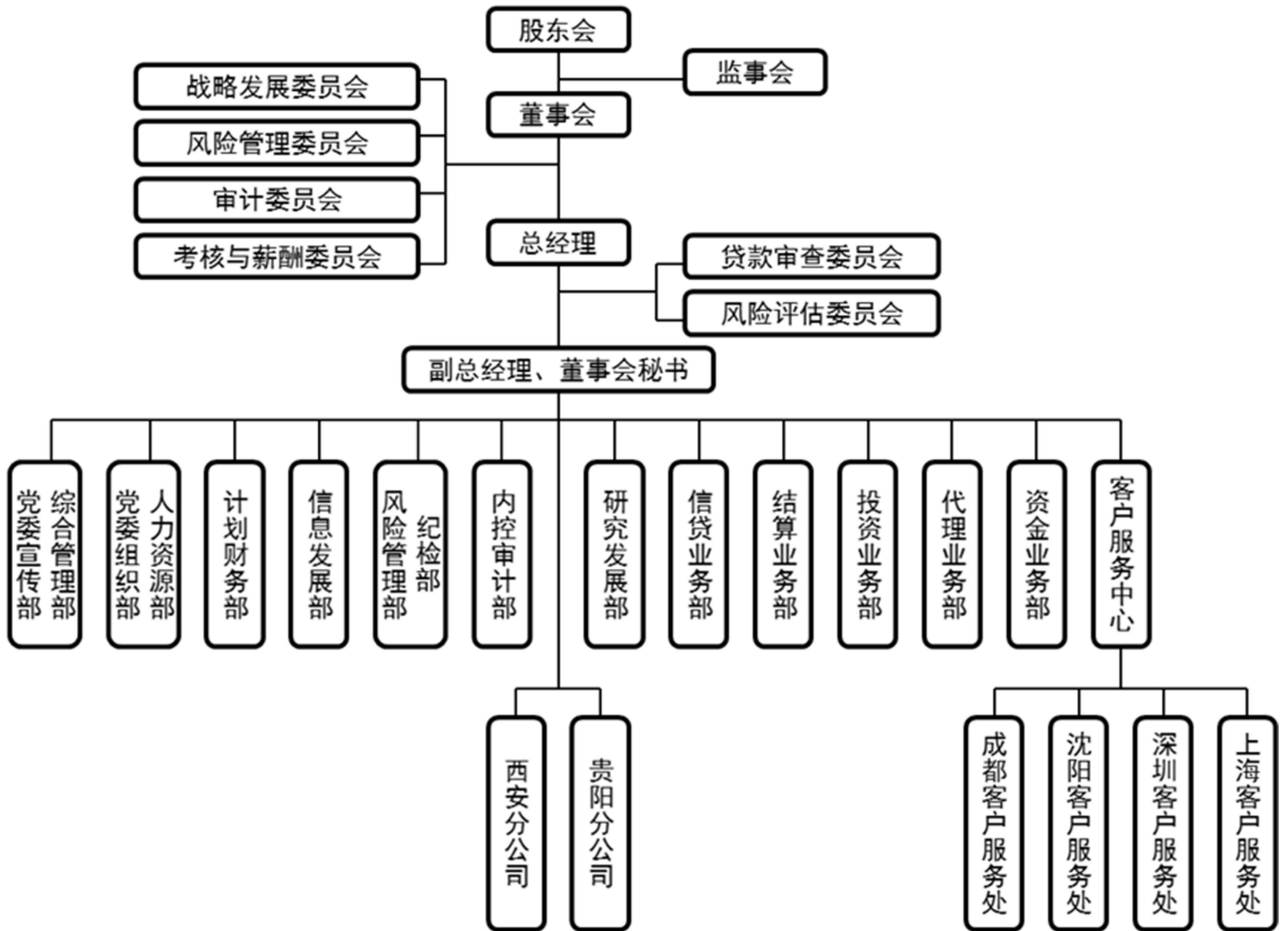 股东会
监事会
战略发展委员会
董事会
风险管理委员会
审计委员会
总经理
考核与薪酬委员会
贷款审查委员会
风险评估委员会
副总经理、董事会秘书
综合管理部
党委宣传部
人力资源部
党委组织部
计划财务部
信息发展部
纪检部
风险管理部
内控审计部
研究发展部
信贷业务部
结算业务部
投资业务部
代理业务部
资金业务部
客户服务中心
西安分公司
贵阳分公司
成都客户服务处
沈阳客户服务处
深圳客户服务处
上海客户服务处